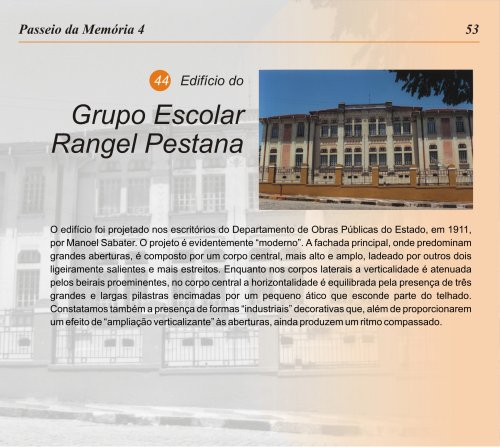 Passeio da Memória 4 53
44 Edifício do
Grupo Escolar
Rangel Pestana
O edifício foi projetado nos escritórios do Departamento de Obras Públicas do Estado, em 1911,
por Manoel Sabater. O projeto é evidentemente “moderno”. A fachada principal, onde predominam
grandes aberturas, é composto por um corpo central, mais alto e amplo, ladeado por outros dois
ligeiramente salientes e mais estreitos. Enquanto nos corpos laterais a verticalidade é atenuada
pelos beirais proeminentes, no corpo central a horizontalidade é equilibrada pela presença de três
grandes e largas pilastras encimadas por um pequeno ático que esconde parte do telhado.
Constatamos também a presença de formas “industriais” decorativas que, além de proporcionarem
um efeito de “ampliação verticalizante” às aberturas, ainda produzem um ritmo compassado.